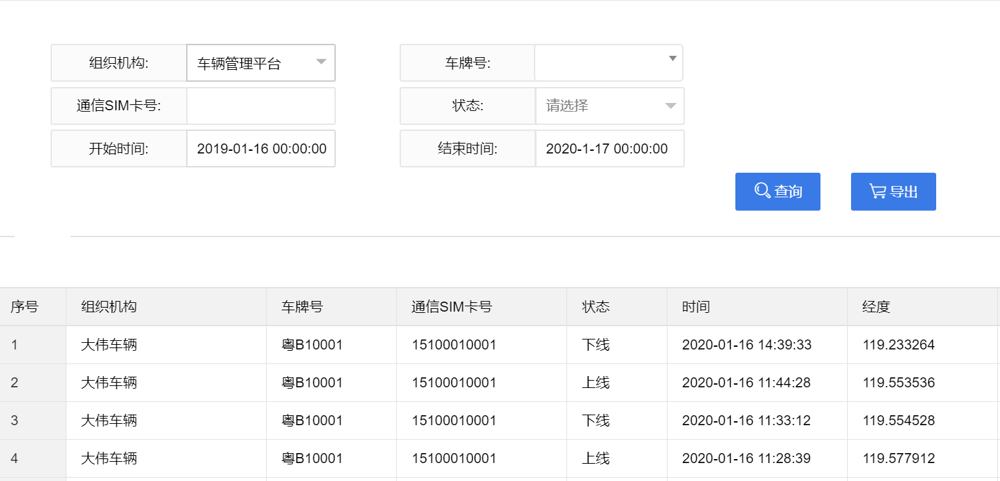 组织机构: 车辆管理平台 车牌号:
通信SIM卡号: 状态: 请选择
开始时间: 2019-01-16 00:00:00 结束时间: 2020-1-17 00:00:00
查询 导出
序号 组织机构 车牌号 通信SIM卡号 状态 时间 经度
1 大伟车辆 粤B10001 15100010001 下线 2020-01-16 14:39:33 119.233264
2 大伟车辆 粤B10001 15100010001 上线 2020-01-16 11:44:28 119.553536
3 大伟车辆 粤B10001 15100010001 下线 2020-01-16 11:33:12 119.554528
4 大伟车辆 粤B10001 15100010001 上线 2020-01-16 11:28:39 119.577912